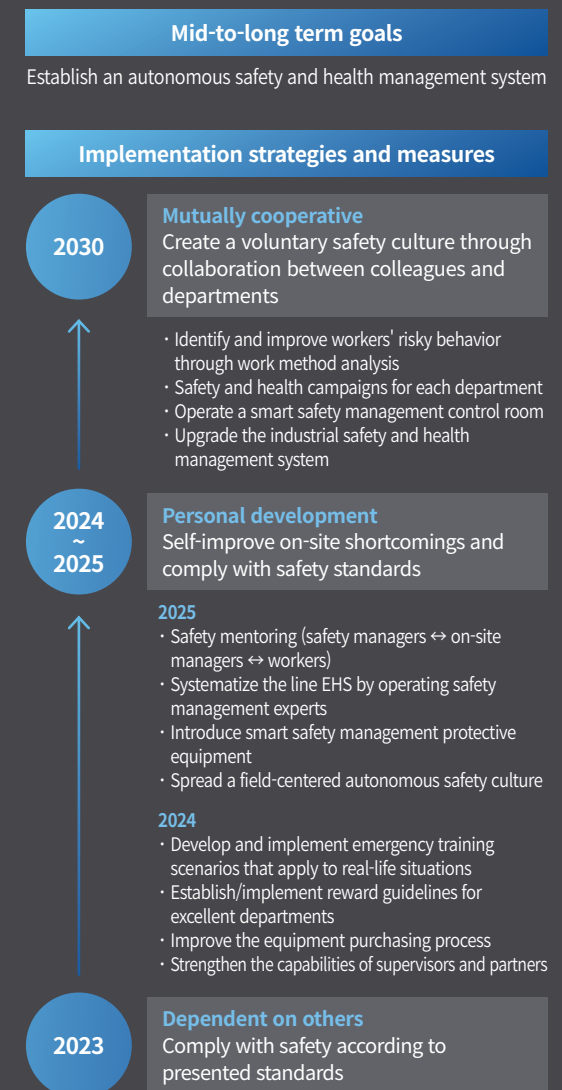 Mid-to-long term goals
Establish an autonomous safety and health management system
Implementation strategies and measures
2030
Mutually cooperative
Create a voluntary safety culture through
collaboration between colleagues and
departments
· Identify and improve workers' risky behavior
through work method analysis
· Safety and health campaigns for each department
· Operate a smart safety management control room
· Upgrade the industrial safety and health
management system
2024
~
2025
Personal development
Self-improve on-site shortcomings and
comply with safety standards
2025
· Safety mentoring (safety managers ↔ on-site
managers ↔ workers)
· Systematize the line EHS by operating safety
management experts
· Introduce smart safety management protective
equipment
· Spread a field-centered autonomous safety culture
2024
· Develop and implement emergency training
scenarios that apply to real-life situations
· Establish/implement reward guidelines for
excellent departments
· Improve the equipment purchasing process
· Strengthen the capabilities of supervisors and partners
2023
Dependent on others
Comply with safety according to
presented standards